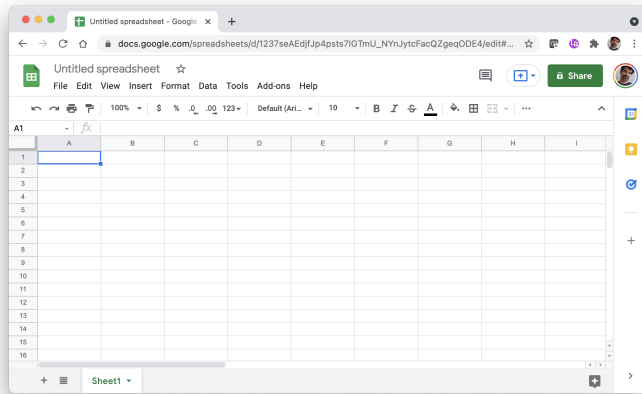 Untitled spreadsheet - Google
docs.google.com/spreadsheets/d/1237seAEdjfJp4psts7IGTmU_NYnJytcFacQZgeqODE4/edit#...
Untitled spreadsheet
File Edit View Insert Format Data Tools Add-ons Help
Share
100% $ % .0 .00 123 Default (Ari... 10 B I S A
A1 fx
A B C D E F G H I
1
2
3
4
5
6
7
8
9
10
11
12
13
14
15
16
Sheet1